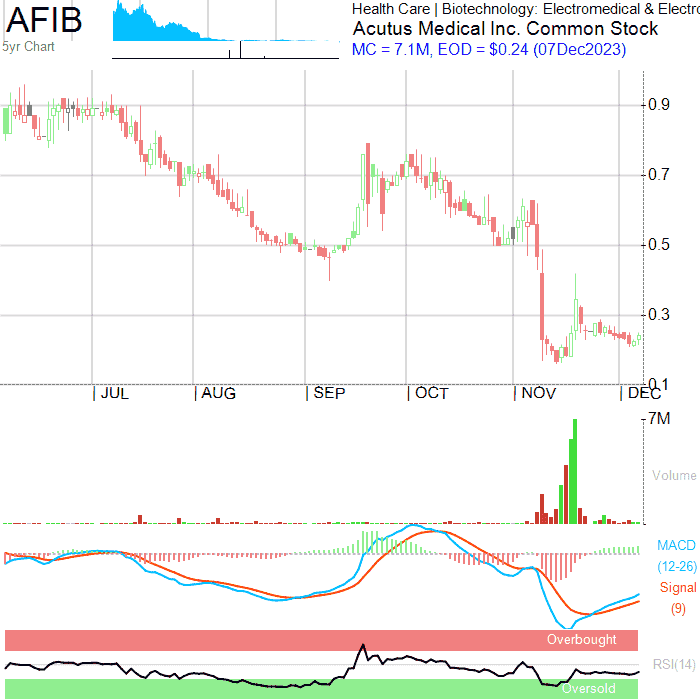 AFIB
5yr Chart
Health Care | Biotechnology: Electromedical & Electro
Acutus Medical Inc. Common Stock
MC = 7.1M, EOD = $0.24 (07Dec2023)
0.9
0.7
0.5
0.3
0.1
JUL AUG SEP OCT NOV DEC
7M
Volume
MACD
(12-26)
Signal
(9)
Overbought
RSI(14)
Oversold